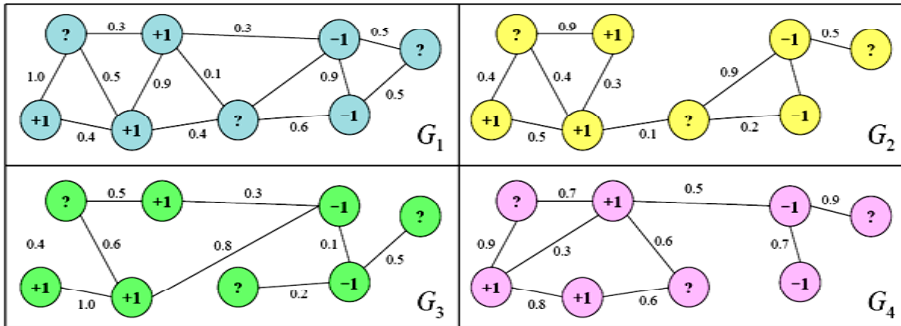 ? 0.3 +1 0.3 −1 0.5 ?
1.0 0.5 0.9 0.1 0.9 0.5
+1 0.4 +1 0.4 ? 0.6 −1
G1
? 0.9 +1 −1 0.5 ?
0.4 0.4 0.3 0.9
+1 0.5 +1 0.1 ? 0.2 −1
G2
? 0.5 +1 0.3 −1 ?
0.4 0.6 0.8 0.1 0.5
+1 1.0 +1 ? 0.2 −1
G3
? 0.7 +1 0.5 −1 0.9 ?
0.9 0.3 0.6 0.7
+1 0.8 +1 0.6 ? −1
G4